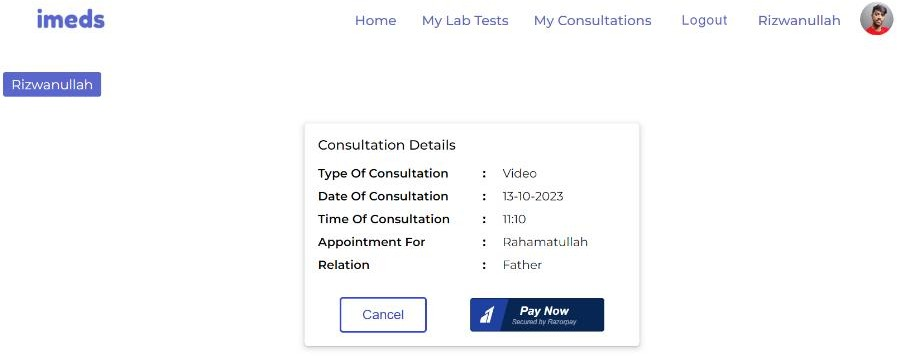 imeds Home My Lab Tests My Consultations Logout Rizwanullah
Rizwanullah
Consultation Details
Type Of Consultation : Video
Date Of Consultation : 13-10-2023
Time Of Consultation : 11:10
Appointment For : Rahamatullah
Relation : Father
Cancel Pay Now
Secured by Razorpay